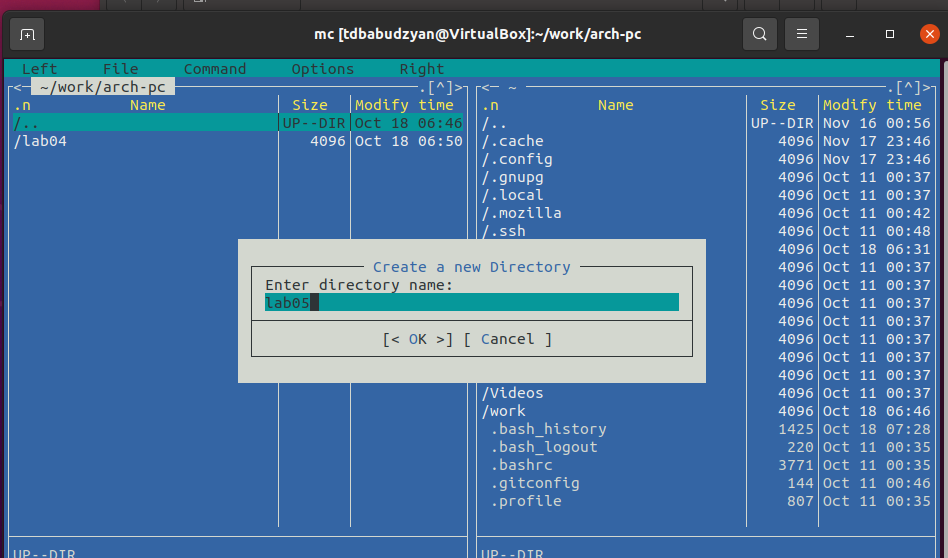 mc [tdbabudzyan@VirtualBox]:~/work/arch-pc
Left File Command Options Right
<─ ~/work/arch-pc .[^]>
.n Name Size Modify time
/.. UP--DIR Oct 18 06:46
/lab04 4096 Oct 18 06:50
UP--DIR
<─ ~ .[^]>
.n Name Size Modify time
/.. UP--DIR Nov 16 00:56
/.cache 4096 Nov 17 23:46
/.config 4096 Nov 17 23:46
/.gnupg 4096 Oct 11 00:37
/.local 4096 Oct 11 00:37
/.mozilla 4096 Oct 11 00:42
/.ssh 4096 Oct 11 00:48
4096 Oct 18 06:31
4096 Oct 11 00:37
4096 Oct 11 00:37
4096 Oct 11 00:37
4096 Oct 11 00:37
4096 Oct 11 00:37
4096 Oct 11 00:37
4096 Oct 11 00:37
/Videos 4096 Oct 11 00:37
/work 4096 Oct 18 06:46
.bash_history 1425 Oct 18 07:28
.bash_logout 220 Oct 11 00:35
.bashrc 3771 Oct 11 00:35
.gitconfig 144 Oct 11 00:46
.profile 807 Oct 11 00:35
UP--DIR
Create a new Directory
Enter directory name:
lab05
[< OK >] [ Cancel ]